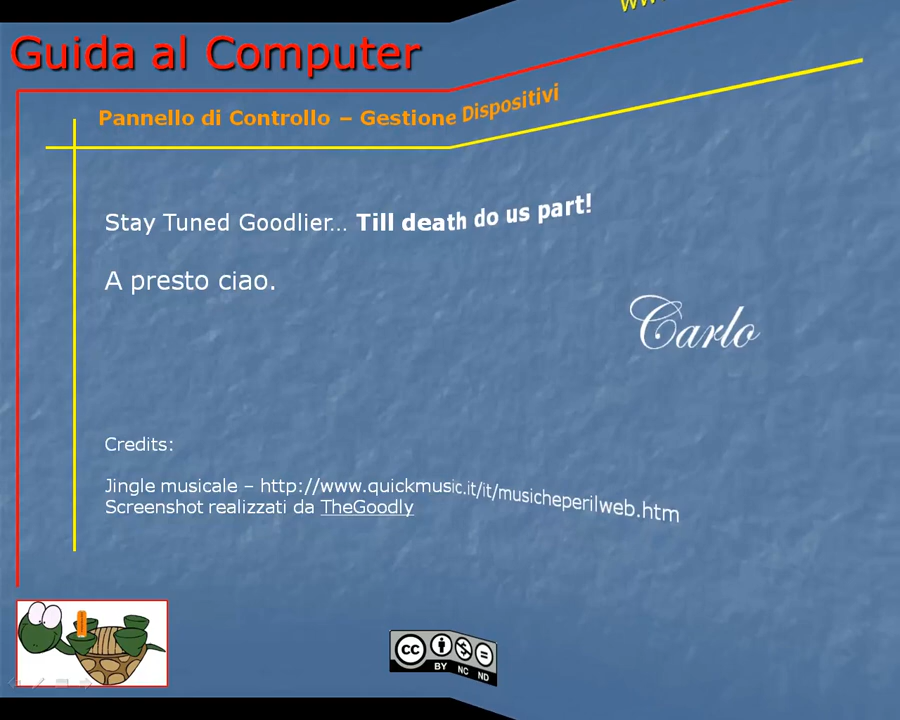 Guida al Computer
Pannello di Controllo – Gestione Dispositivi
Stay Tuned Goodlier... Till death do us part!
A presto ciao.
Carlo
Credits:
Jingle musicale – http://www.quickmusic.it/it/musicheperilweb.htm
Screenshot realizzati da TheGoodly
CC
BY NC ND